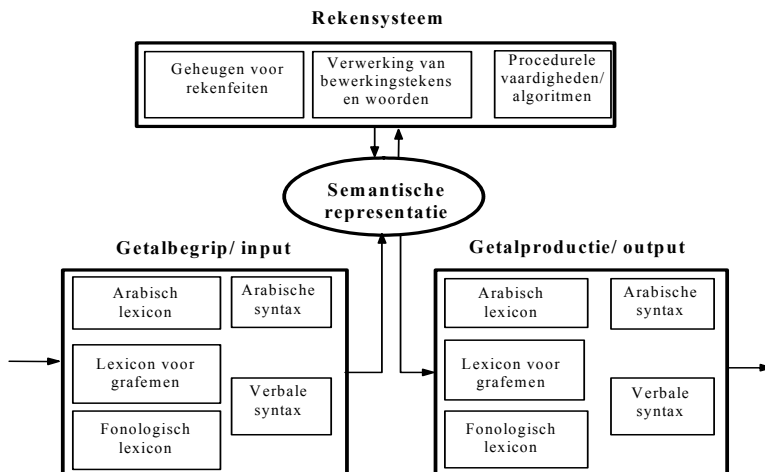 Rekensysteem
Geheugen voor
rekenfeiten
Verwerking van
bewerkingstekens
en woorden
Procedurele
vaardigheden/
algoritmen
Semantische
representatie
Getalbegrip/ input
Arabisch
lexicon
Arabische
syntax
Lexicon voor
grafemen
Verbale
syntax
Fonologisch
lexicon
Getalproductie/ output
Arabisch
lexicon
Arabische
syntax
Lexicon voor
grafemen
Verbale
syntax
Fonologisch
lexicon